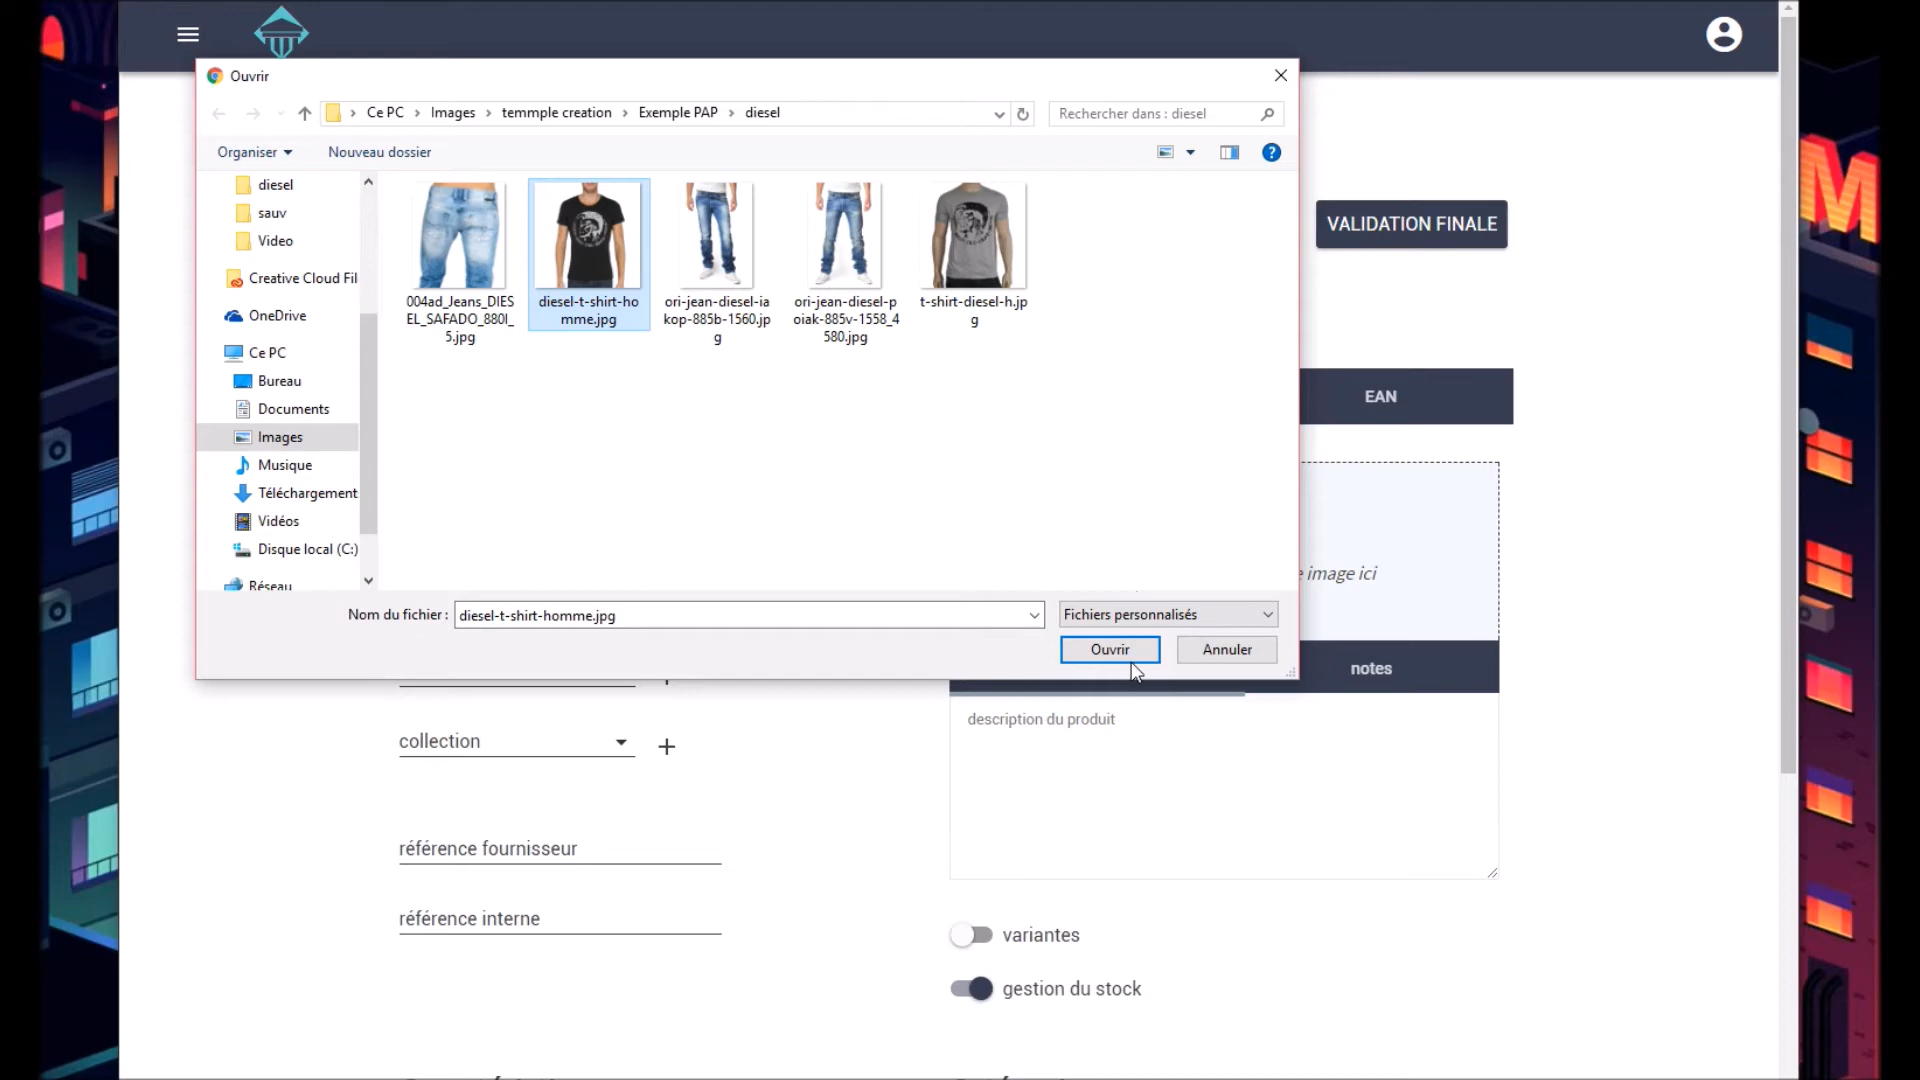 Ouvrir
Ce PC > Images > temmple creation > Exemple PAP > diesel
Rechercher dans : diesel
Organiser
Nouveau dossier
diesel
sauv
Video
Creative Cloud Fil
OneDrive
Ce PC
Bureau
Documents
Images
Musique
Téléchargement
Vidéos
Disque local (C:)
Réseau
004ad_Jeans_DIES
EL_SAFADO_880I_
5.jpg
diesel-t-shirt-ho
mme.jpg
ori-jean-diesel-ia
kop-885b-1560.jp
g
ori-jean-diesel-p
oiak-885v-1558_4
580.jpg
t-shirt-diesel-h.jp
g
Nom du fichier :
diesel-t-shirt-homme.jpg
Fichiers personnalisés
Ouvrir
Annuler
VALIDATION FINALE
EAN
image ici
notes
description du produit
collection
référence fournisseur
référence interne
variantes
gestion du stock